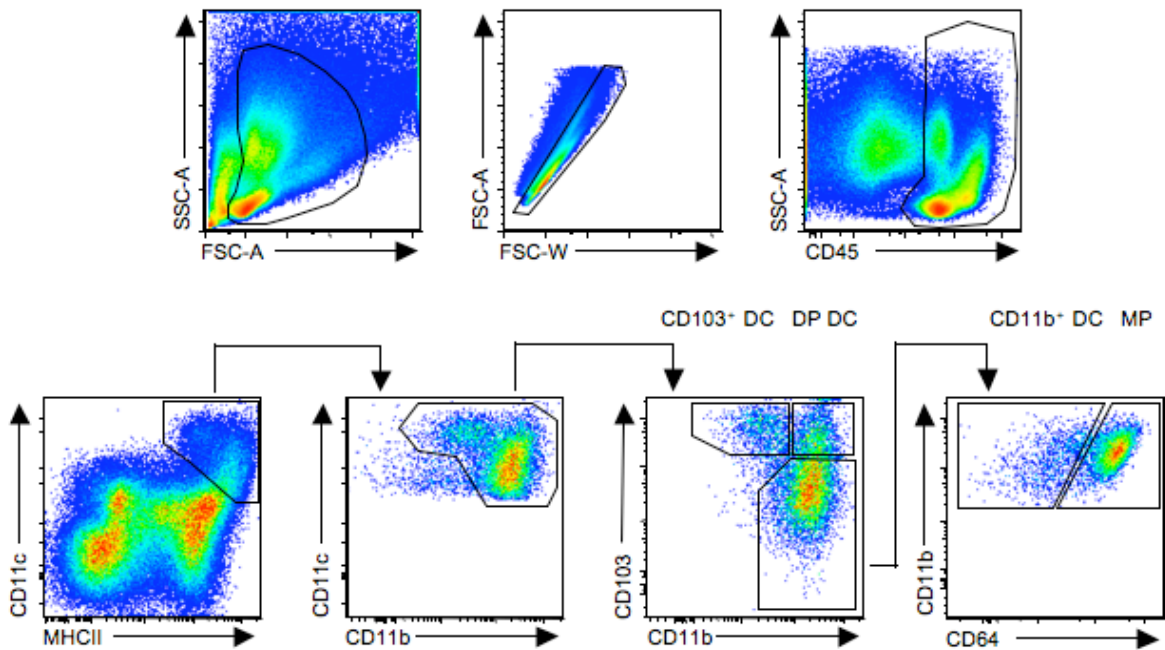 SSC-A
FSC-A
FSC-A
FSC-W
SSC-A
CD45
CD103⁺ DC DP DC
CD11b⁺ DC MP
CD11c
MHCII
CD11c
CD11b
CD103
CD11b
CD11b
CD64